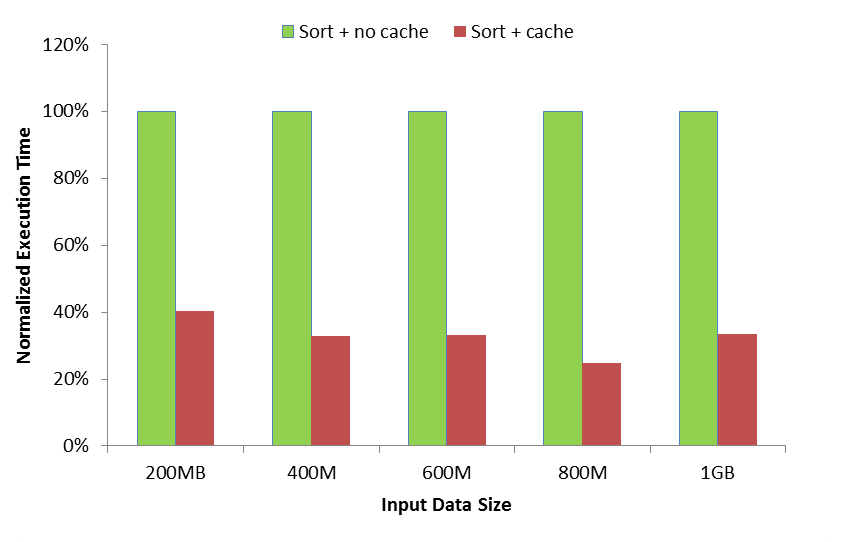 Sort + no cache Sort + cache
120%
100%
80%
60%
40%
20%
0%
Normalized Execution Time
200MB 400M 600M 800M 1GB
Input Data Size